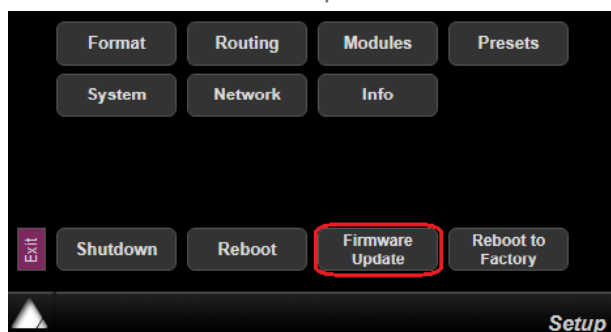 Format Routing Modules Presets
System Network Info
Exit Shutdown Reboot Firmware Update Reboot to Factory
Setup